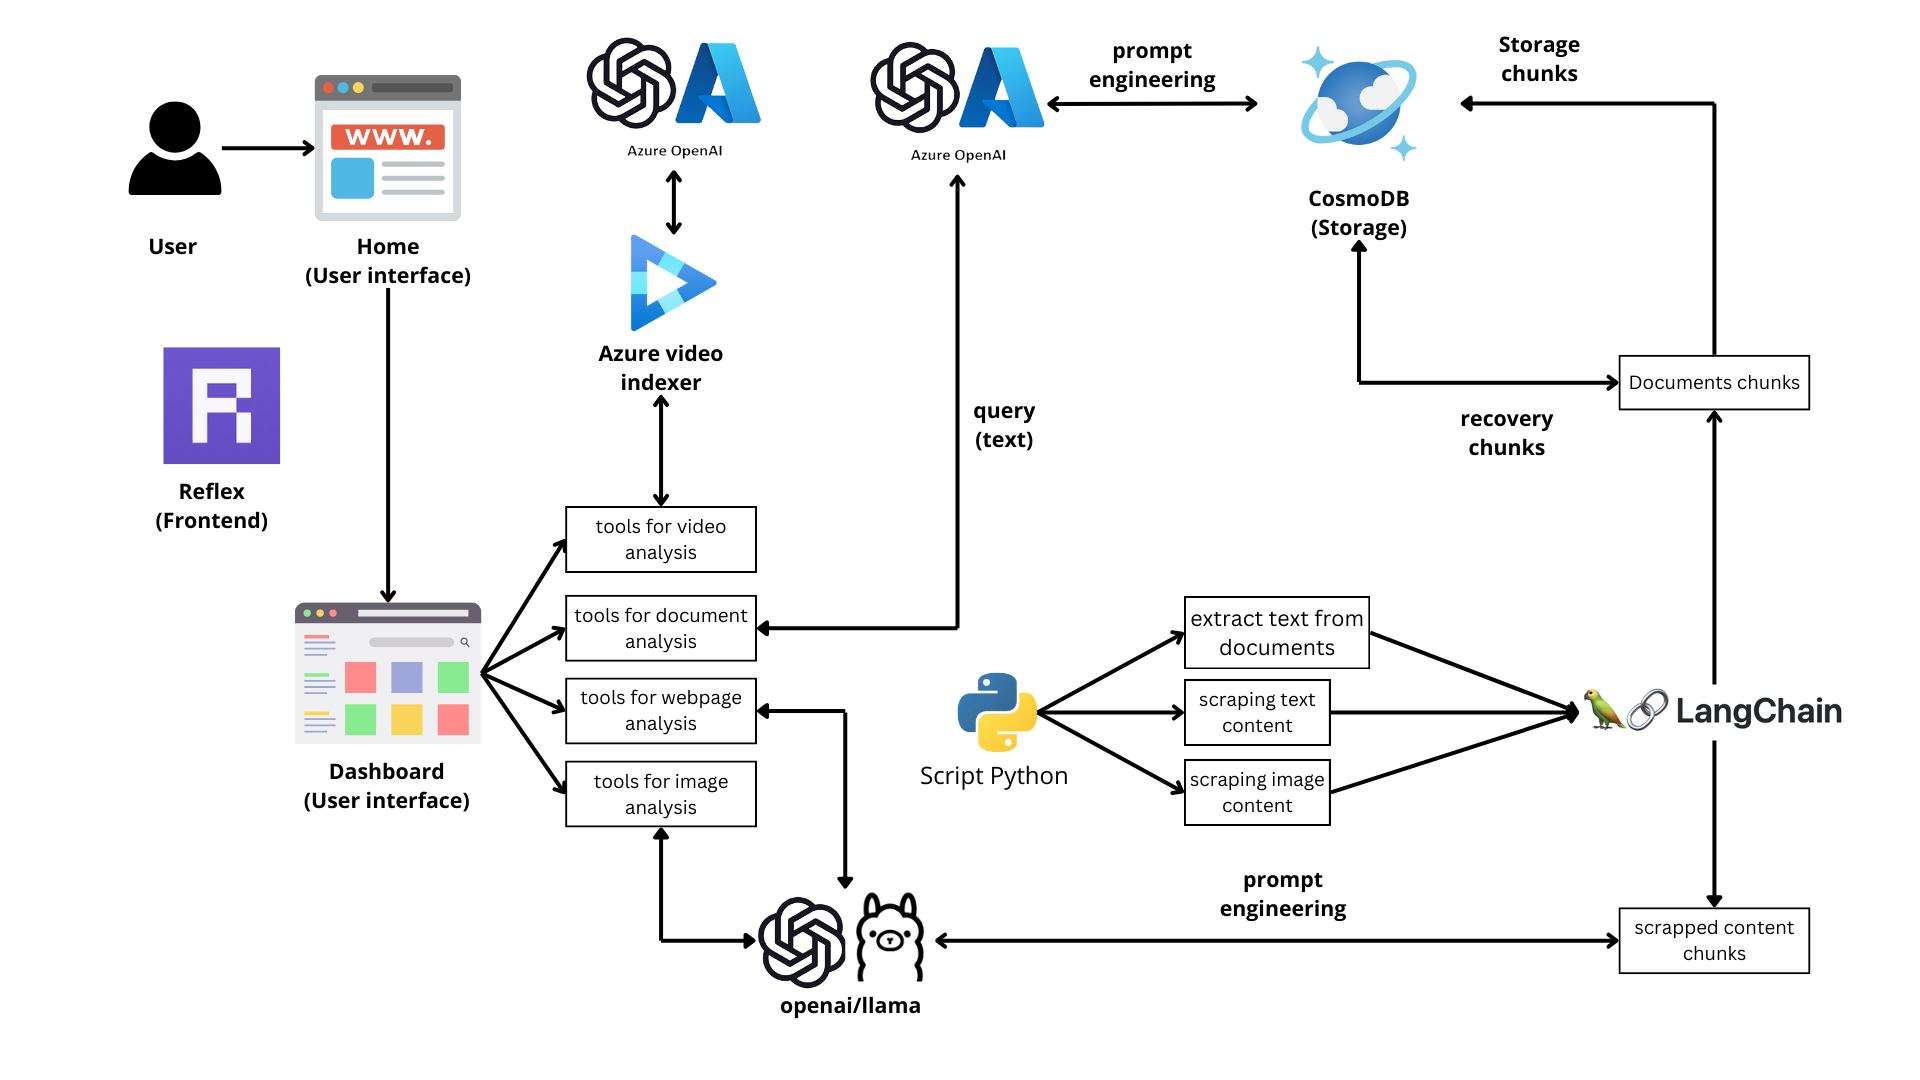 User
www.
Home
(User interface)
Reflex
(Frontend)
Dashboard
(User interface)
Azure OpenAI
Azure video
indexer
tools for video
analysis
tools for document
analysis
tools for webpage
analysis
tools for image
analysis
openai/llama
Azure OpenAI
query
(text)
prompt
engineering
CosmoDB
(Storage)
Storage
chunks
recovery
chunks
Documents chunks
Script Python
extract text from
documents
scraping text
content
scraping image
content
LangChain
prompt
engineering
scrapped content
chunks